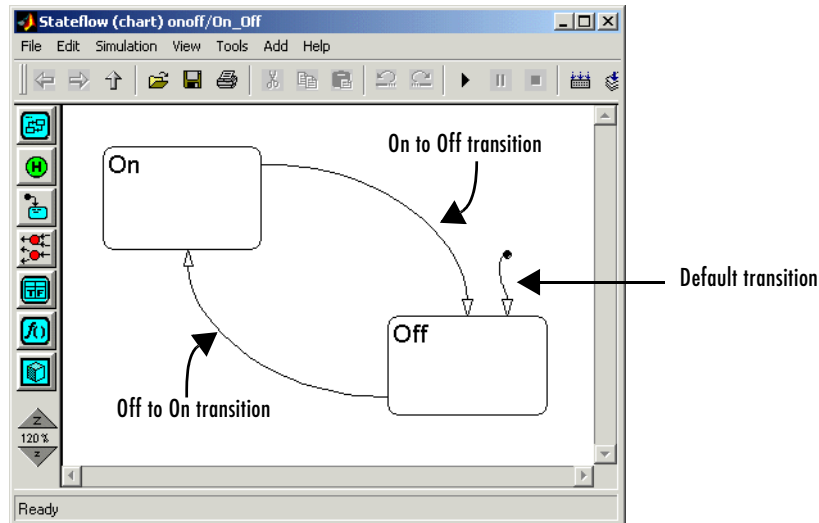 Stateflow (chart) onoff/On_Off
File Edit Simulation View Tools Add Help
On to Off transition
On
H
Default transition
TF
Off
f()
Off to On transition
Z
120%
Z
Ready